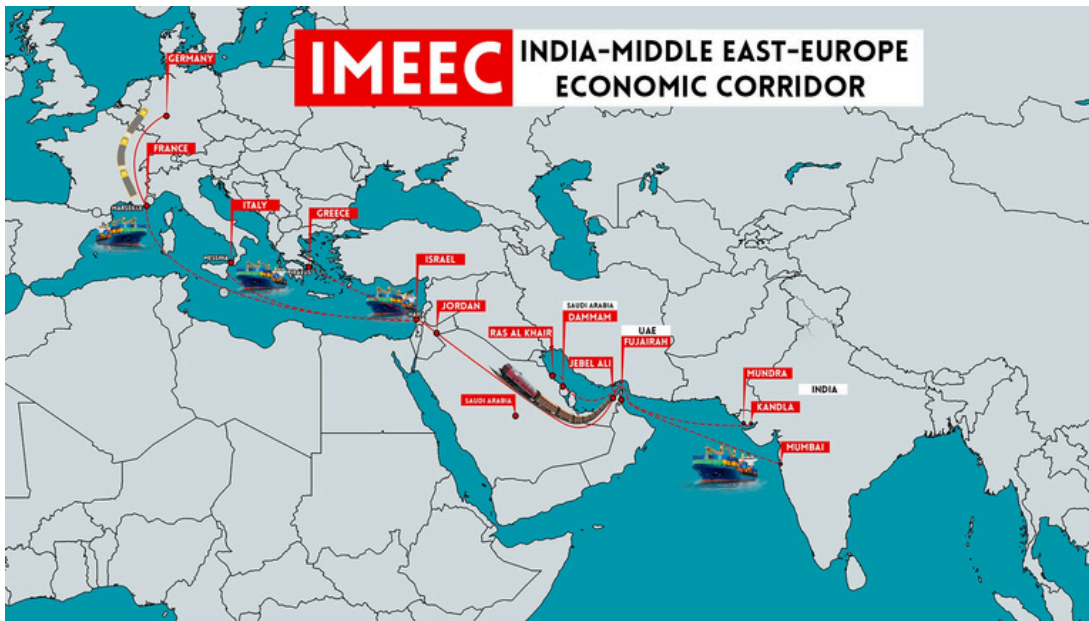 IMEEC
INDIA-MIDDLE EAST-EUROPE
ECONOMIC CORRIDOR
GERMANY
FRANCE
MARSEILLE
ITALY
MESSINA
GREECE
PIRAEUS
ISRAEL
JORDAN
SAUDI ARABIA
DAMMAM
RAS AL KHAIR
UAE
FUJAIRAH
JEBEL ALI
SAUDI ARABIA
MUNDRA
INDIA
KANDLA
MUMBAI